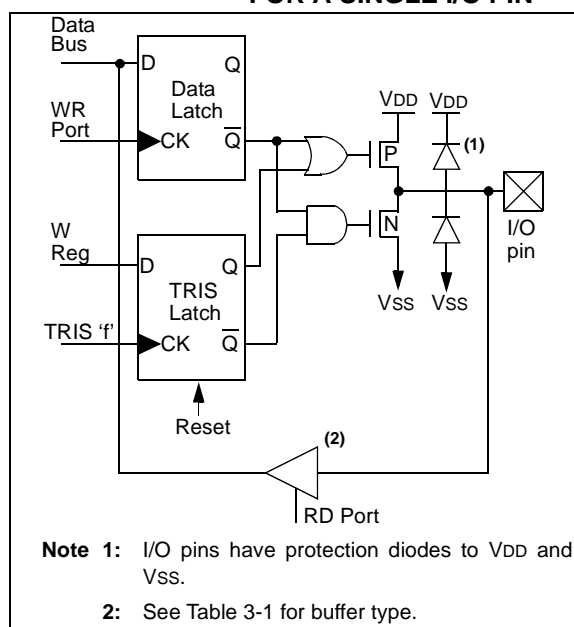 FOR A SINGLE I/O PIN
Data
Bus
D
Q
Data
Latch
WR
Port
CK
Q
VDD
VDD
P
(1)
N
I/O
pin
VSS
VSS
W
Reg
D
Q
TRIS
Latch
TRIS ‘f’
CK
Q
Reset
(2)
RD Port
Note 1: I/O pins have protection diodes to VDD and
VSS.
2: See Table 3-1 for buffer type.